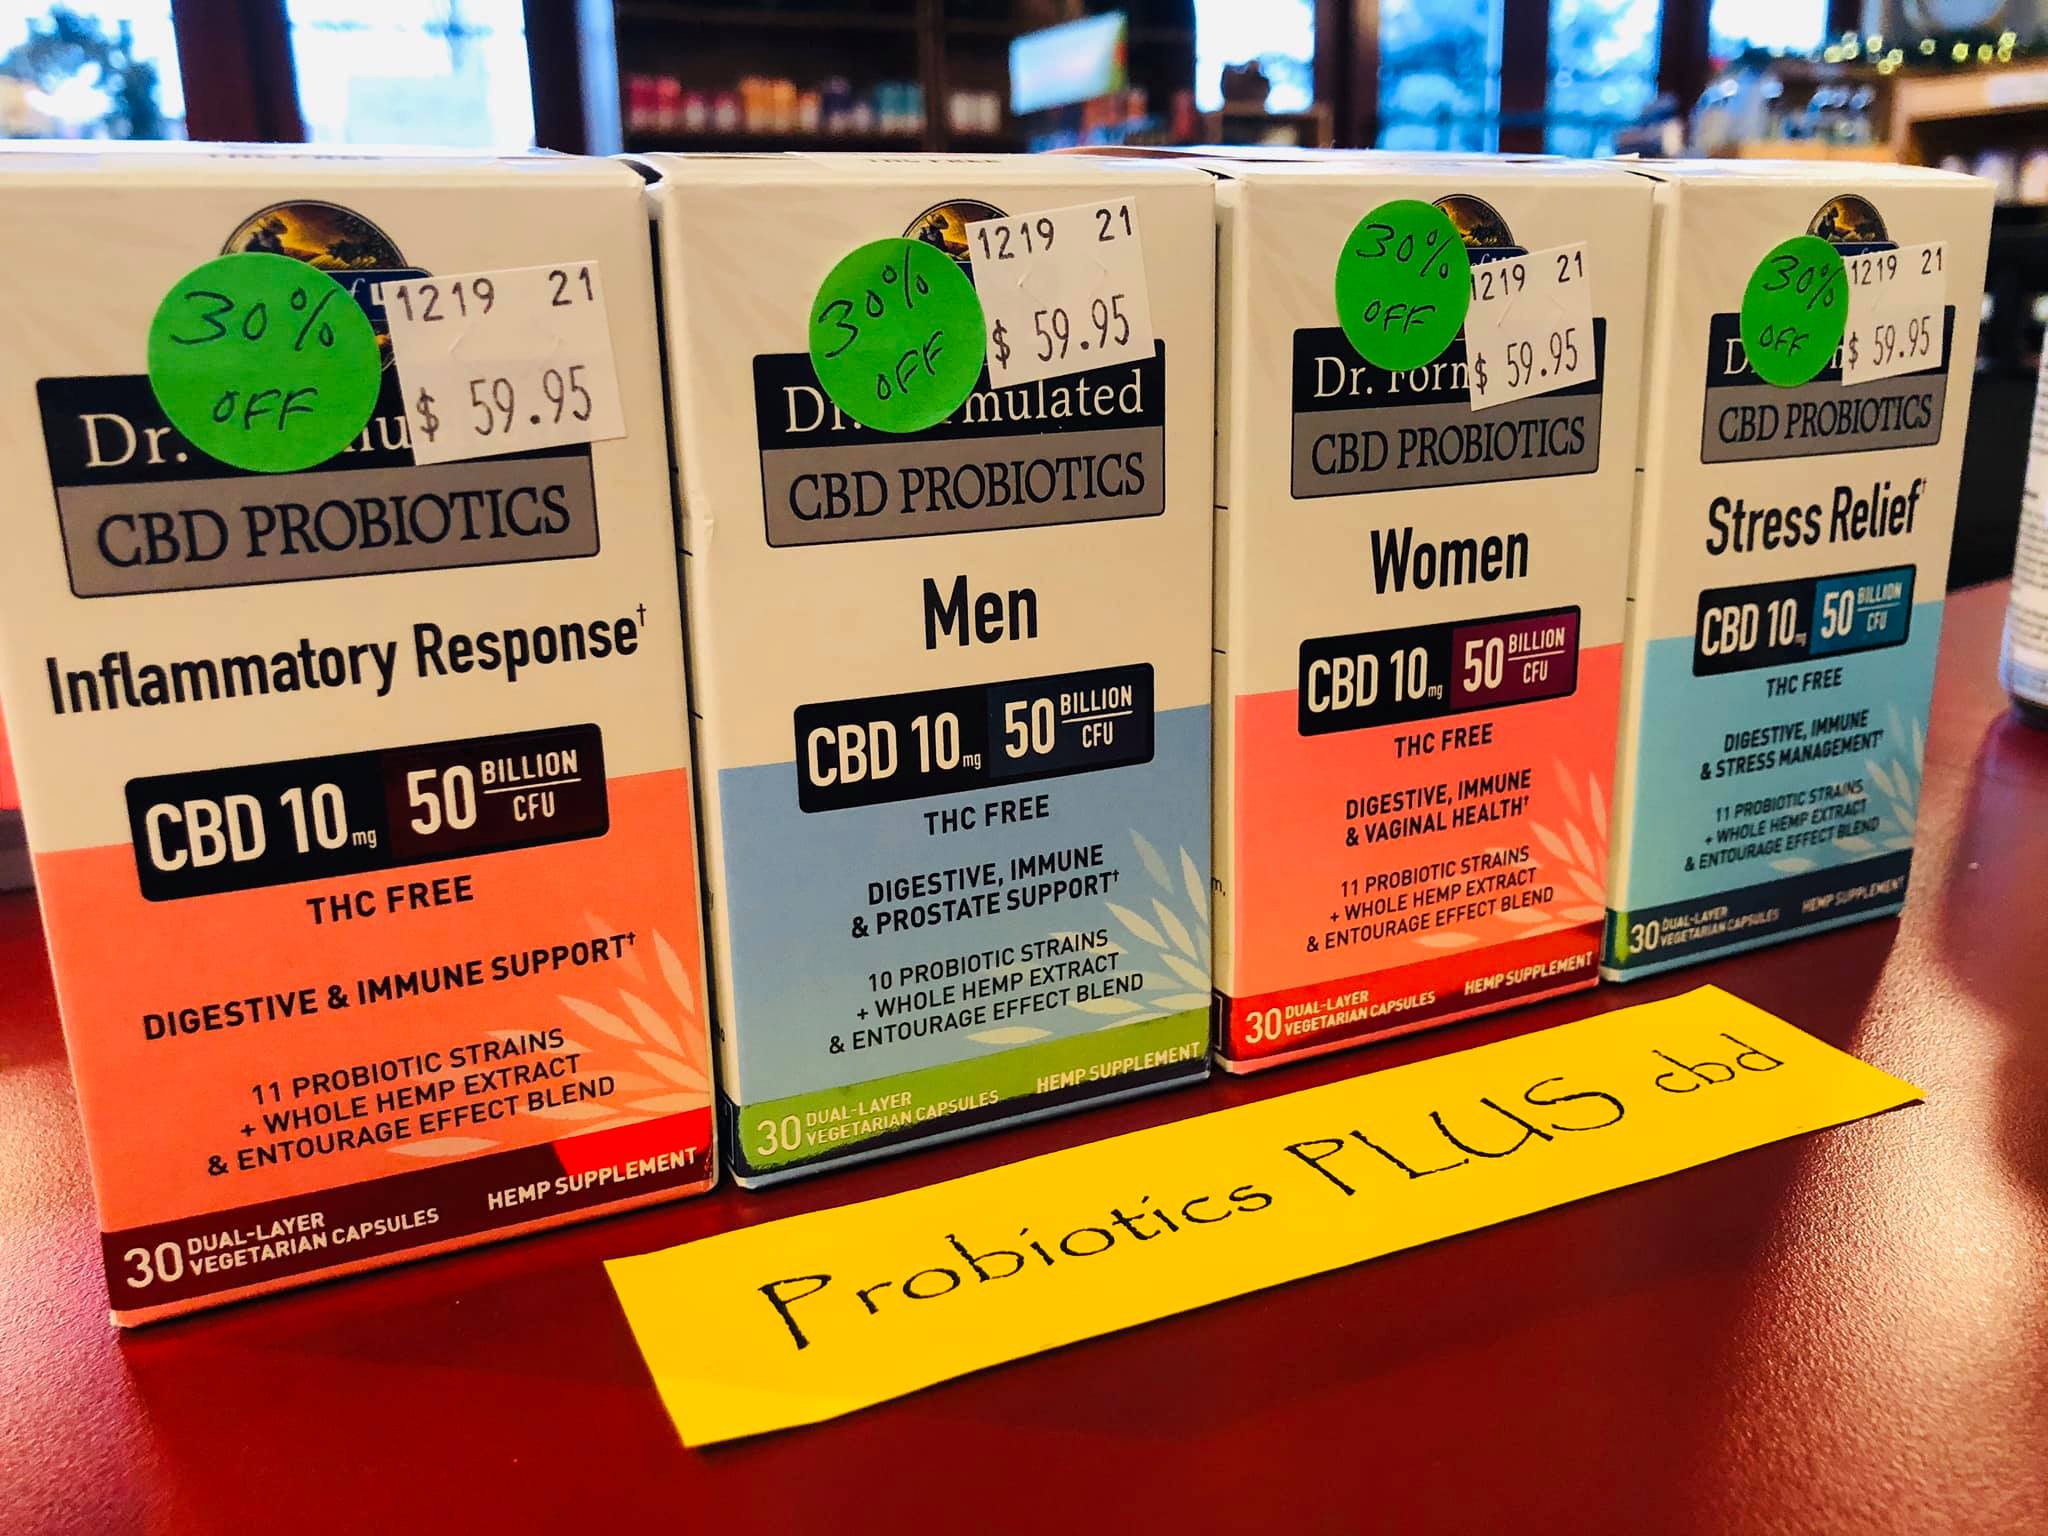 THC FREE
30%
OFF
1219 21
$ 59.95
Dr.
CBD PROBIOTICS
Inflammatory Response†
CBD 10mg 50 BILLION
CFU
THC FREE
DIGESTIVE & IMMUNE SUPPORT†
11 PROBIOTIC STRAINS
+ WHOLE HEMP EXTRACT
& ENTOURAGE EFFECT BLEND
30 DUAL-LAYER
VEGETARIAN CAPSULES
HEMP SUPPLEMENT
THC FREE
30%
OFF
1219 21
$ 59.95
Dr. mulated
CBD PROBIOTICS
Men
CBD 10mg 50 BILLION
CFU
THC FREE
DIGESTIVE, IMMUNE
& PROSTATE SUPPORT†
10 PROBIOTIC STRAINS
+ WHOLE HEMP EXTRACT
& ENTOURAGE EFFECT BLEND
30 DUAL-LAYER
VEGETARIAN CAPSULES
HEMP SUPPLEMENT
30%
OFF
1219 21
$ 59.95
Dr. Form
CBD PROBIOTICS
Women
CBD 10mg 50 BILLION
CFU
THC FREE
DIGESTIVE, IMMUNE
& VAGINAL HEALTH†
11 PROBIOTIC STRAINS
+ WHOLE HEMP EXTRACT
& ENTOURAGE EFFECT BLEND
30 DUAL-LAYER
VEGETARIAN CAPSULES
HEMP SUPPLEMENT
30%
OFF
1219 21
$ 59.95
CBD PROBIOTICS
Stress Relief†
CBD 10mg 50 BILLION
CFU
THC FREE
DIGESTIVE, IMMUNE
& STRESS MANAGEMENT†
11 PROBIOTIC STRAINS
+ WHOLE HEMP EXTRACT
& ENTOURAGE EFFECT BLEND
30 DUAL-LAYER
VEGETARIAN CAPSULES
HEMP SUPPLEMENT
Probiotics PLUS cbd